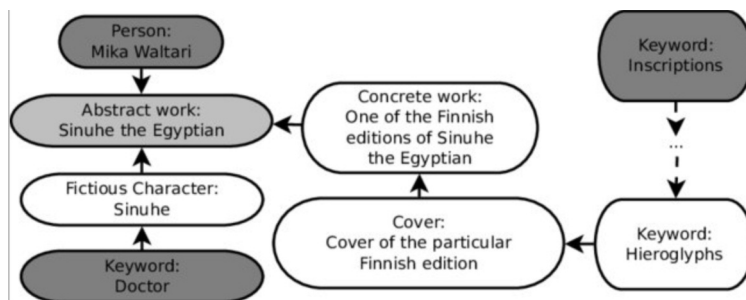 Person:
Mika Waltari
Abstract work:
Sinuhe the Egyptian
Fictious Character:
Sinuhe
Keyword:
Doctor
Concrete work:
One of the Finnish
editions of Sinuhe
the Egyptian
Cover:
Cover of the particular
Finnish edition
Keyword:
Inscriptions
...
Keyword:
Hieroglyphs